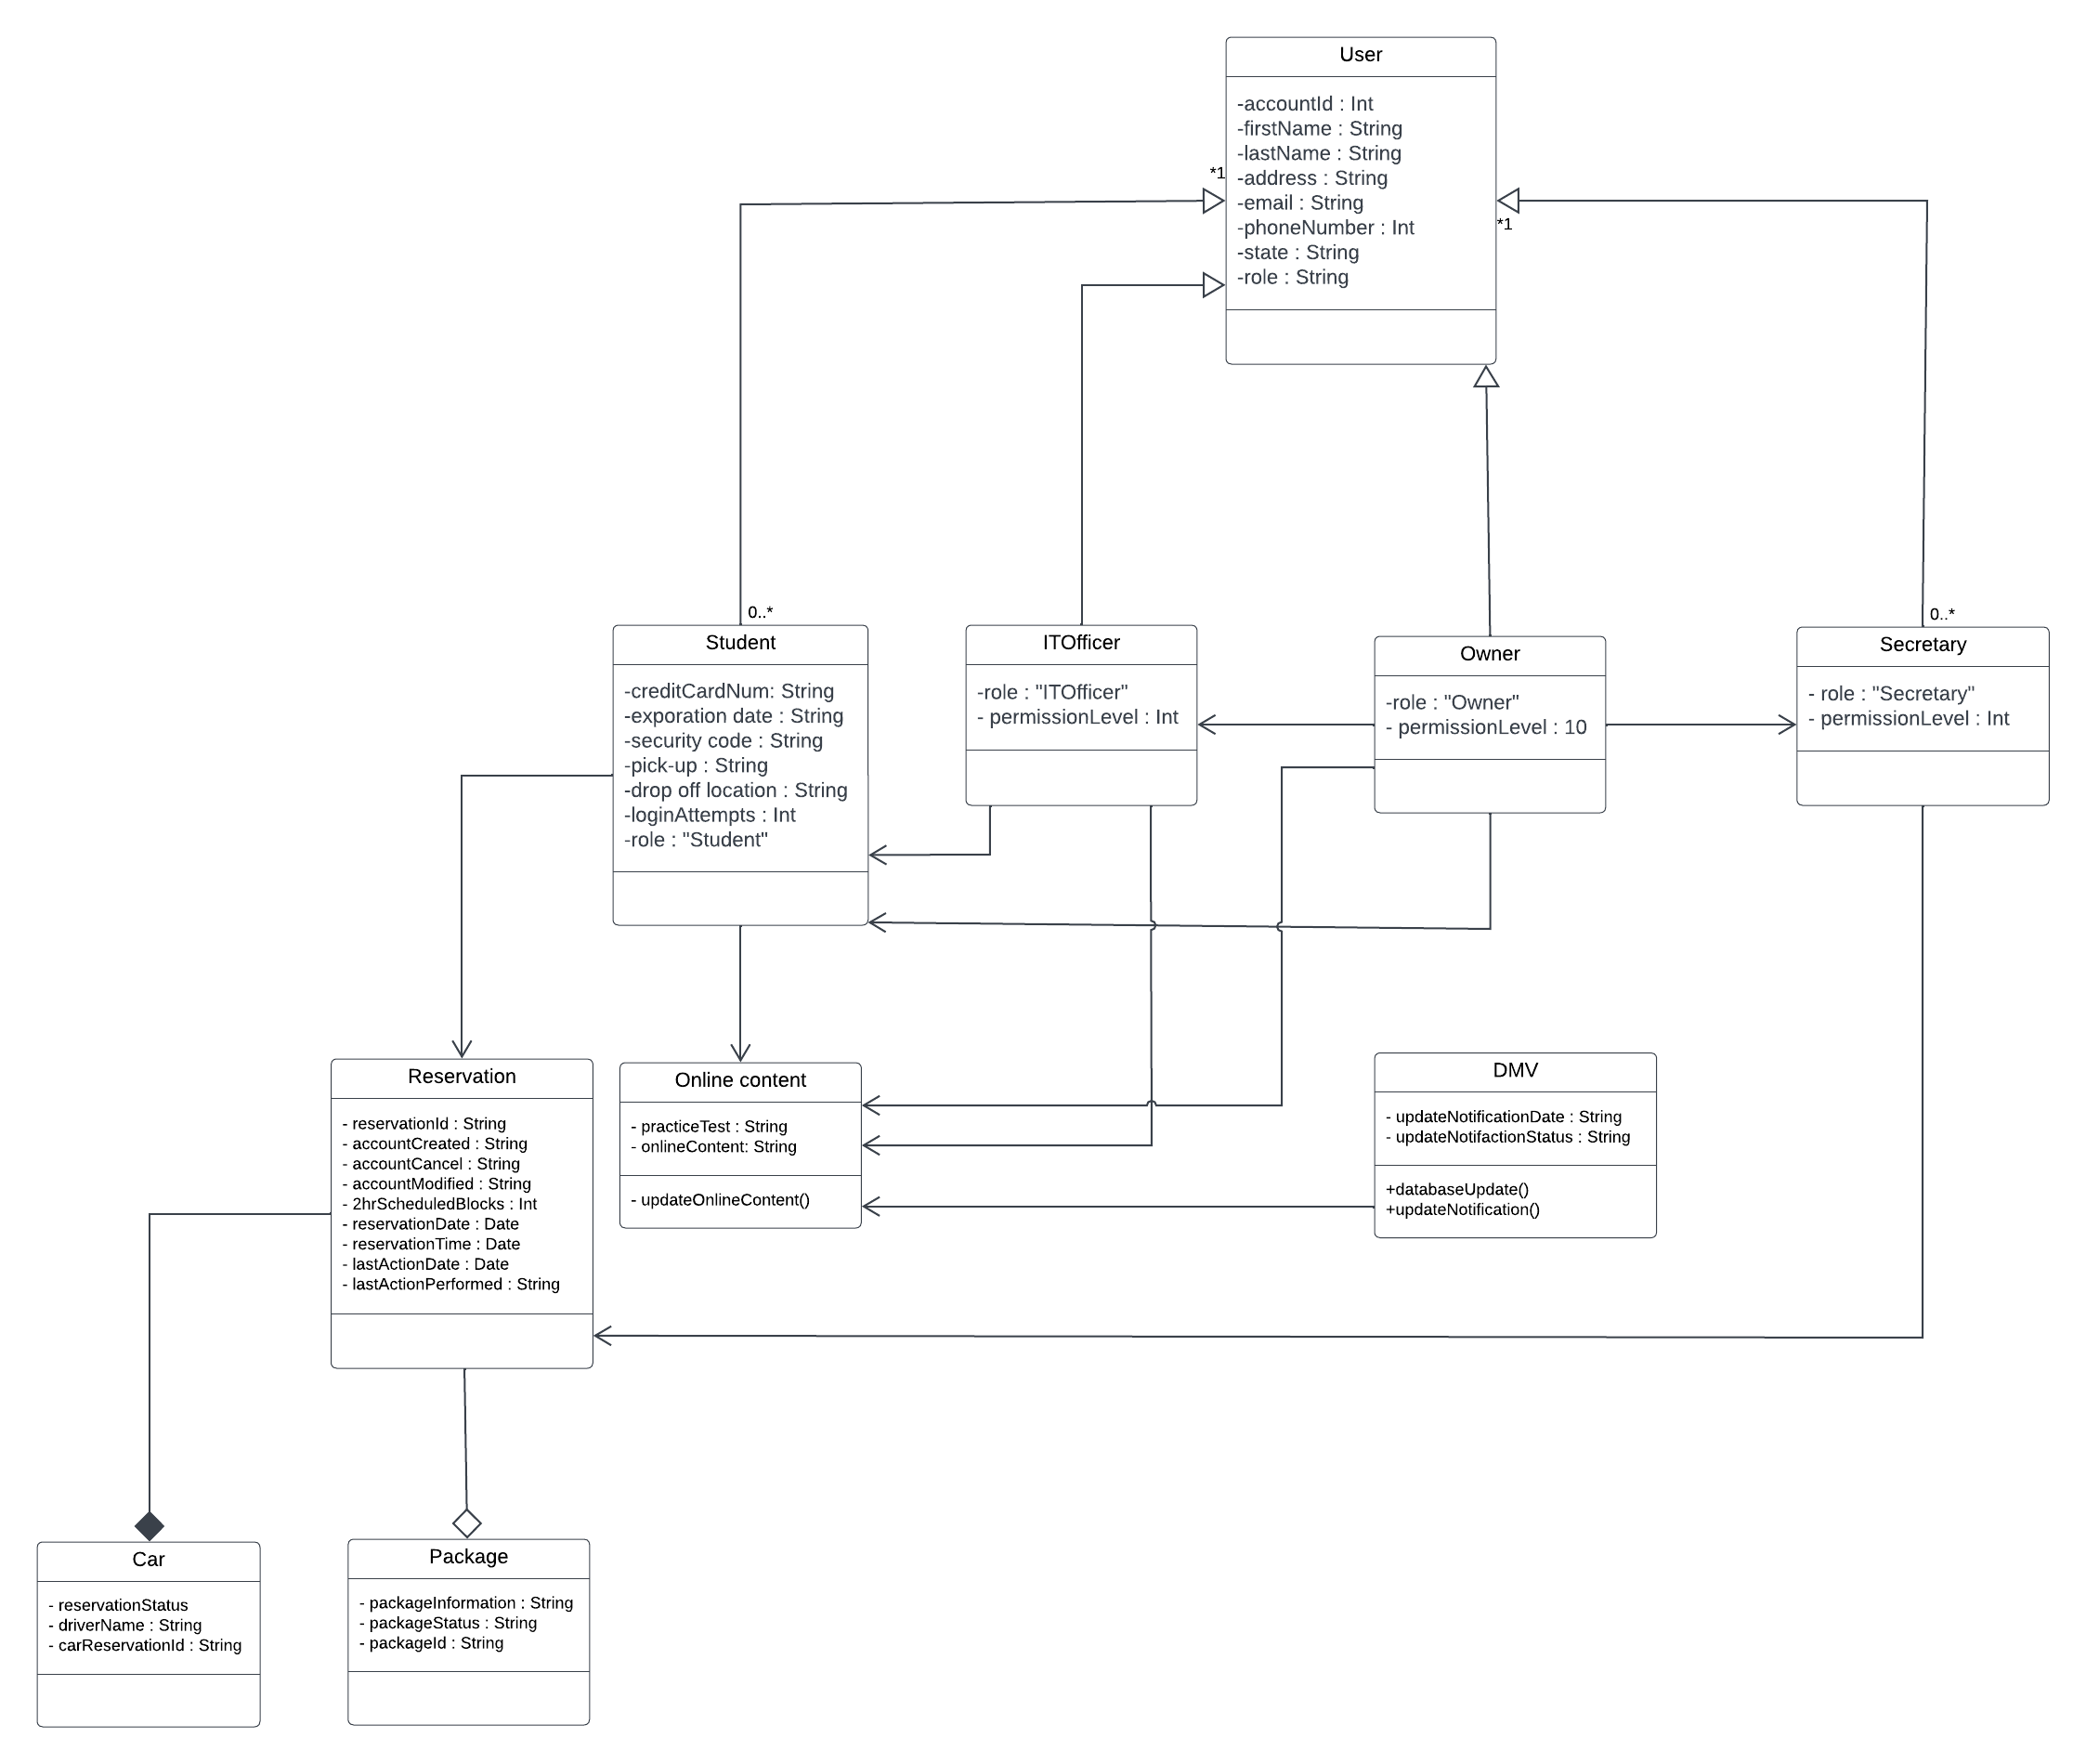 User
-accountId : Int
-firstName : String
-lastName : String
-address : String
-email : String
-phoneNumber : Int
-state : String
-role : String
*1
*1
0..*
0..*
Student
-creditCardNum: String
-exporation date : String
-security code : String
-pick-up : String
-drop off location : String
-loginAttempts : Int
-role : "Student"
ITOfficer
-role : "ITOfficer"
- permissionLevel : Int
Owner
-role : "Owner"
- permissionLevel : 10
Secretary
- role : "Secretary"
- permissionLevel : Int
Reservation
- reservationId : String
- accountCreated : String
- accountCancel : String
- accountModified : String
- 2hrScheduledBlocks : Int
- reservationDate : Date
- reservationTime : Date
- lastActionDate : Date
- lastActionPerformed : String
Online content
- practiceTest : String
- onlineContent: String
- updateOnlineContent()
DMV
- updateNotificationDate : String
- updateNotifactionStatus : String
+databaseUpdate()
+updateNotification()
Car
- reservationStatus
- driverName : String
- carReservationId : String
Package
- packageInformation : String
- packageStatus : String
- packageId : String